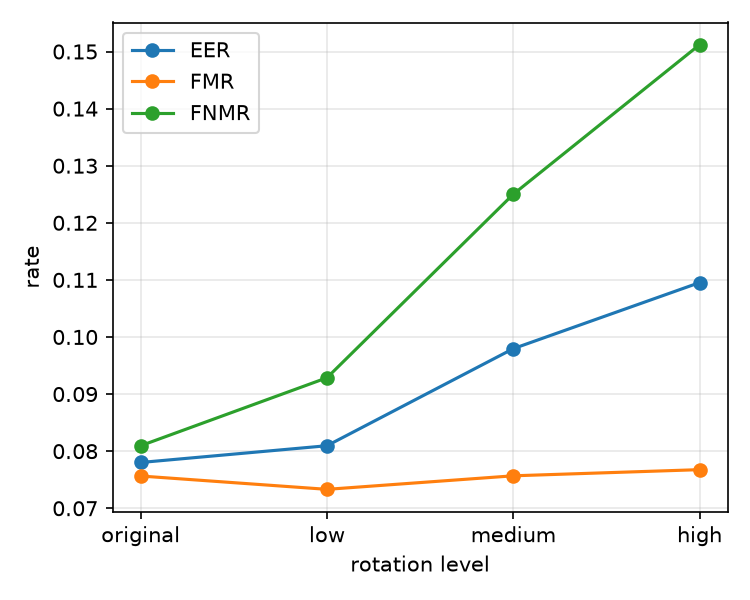 EER
FMR
FNMR
0.15
0.14
0.13
0.12
0.11
0.10
0.09
0.08
0.07
rate
original low medium high
rotation level